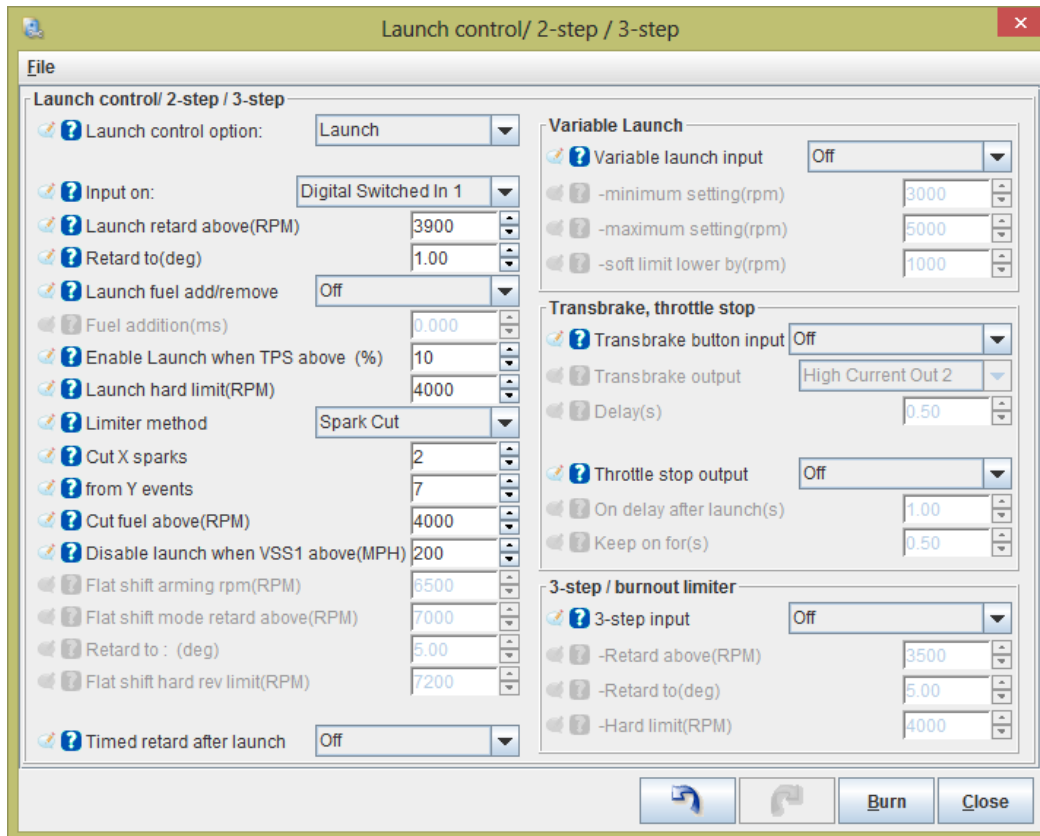 Launch control/ 2-step / 3-step
File
Launch control/ 2-step / 3-step
Launch control option: Launch
Input on: Digital Switched In 1
Launch retard above(RPM) 3900
Retard to(deg) 1.00
Launch fuel add/remove Off
Fuel addition(ms) 0.000
Enable Launch when TPS above (%) 10
Launch hard limit(RPM) 4000
Limiter method Spark Cut
Cut X sparks 2
from Y events 7
Cut fuel above(RPM) 4000
Disable launch when VSS1 above(MPH) 200
Flat shift arming rpm(RPM) 6500
Flat shift mode retard above(RPM) 7000
Retard to : (deg) 5.00
Flat shift hard rev limit(RPM) 7200
Timed retard after launch Off
Variable Launch
Variable launch input Off
-minimum setting(rpm) 3000
-maximum setting(rpm) 5000
-soft limit lower by(rpm) 1000
Transbrake, throttle stop
Transbrake button input Off
Transbrake output High Current Out 2
Delay(s) 0.50
Throttle stop output Off
On delay after launch(s) 1.00
Keep on for(s) 0.50
3-step / burnout limiter
3-step input Off
-Retard above(RPM) 3500
-Retard to(deg) 5.00
-Hard limit(RPM) 4000
Burn Close